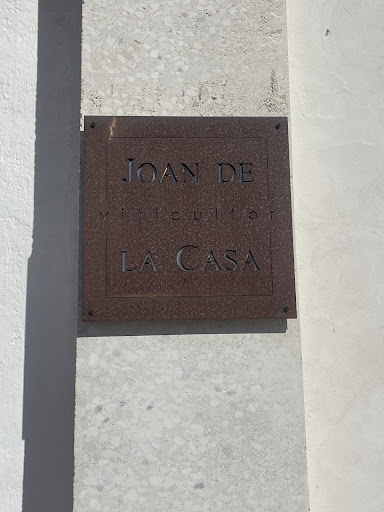 JOAN DE
viticultor
LA CASA